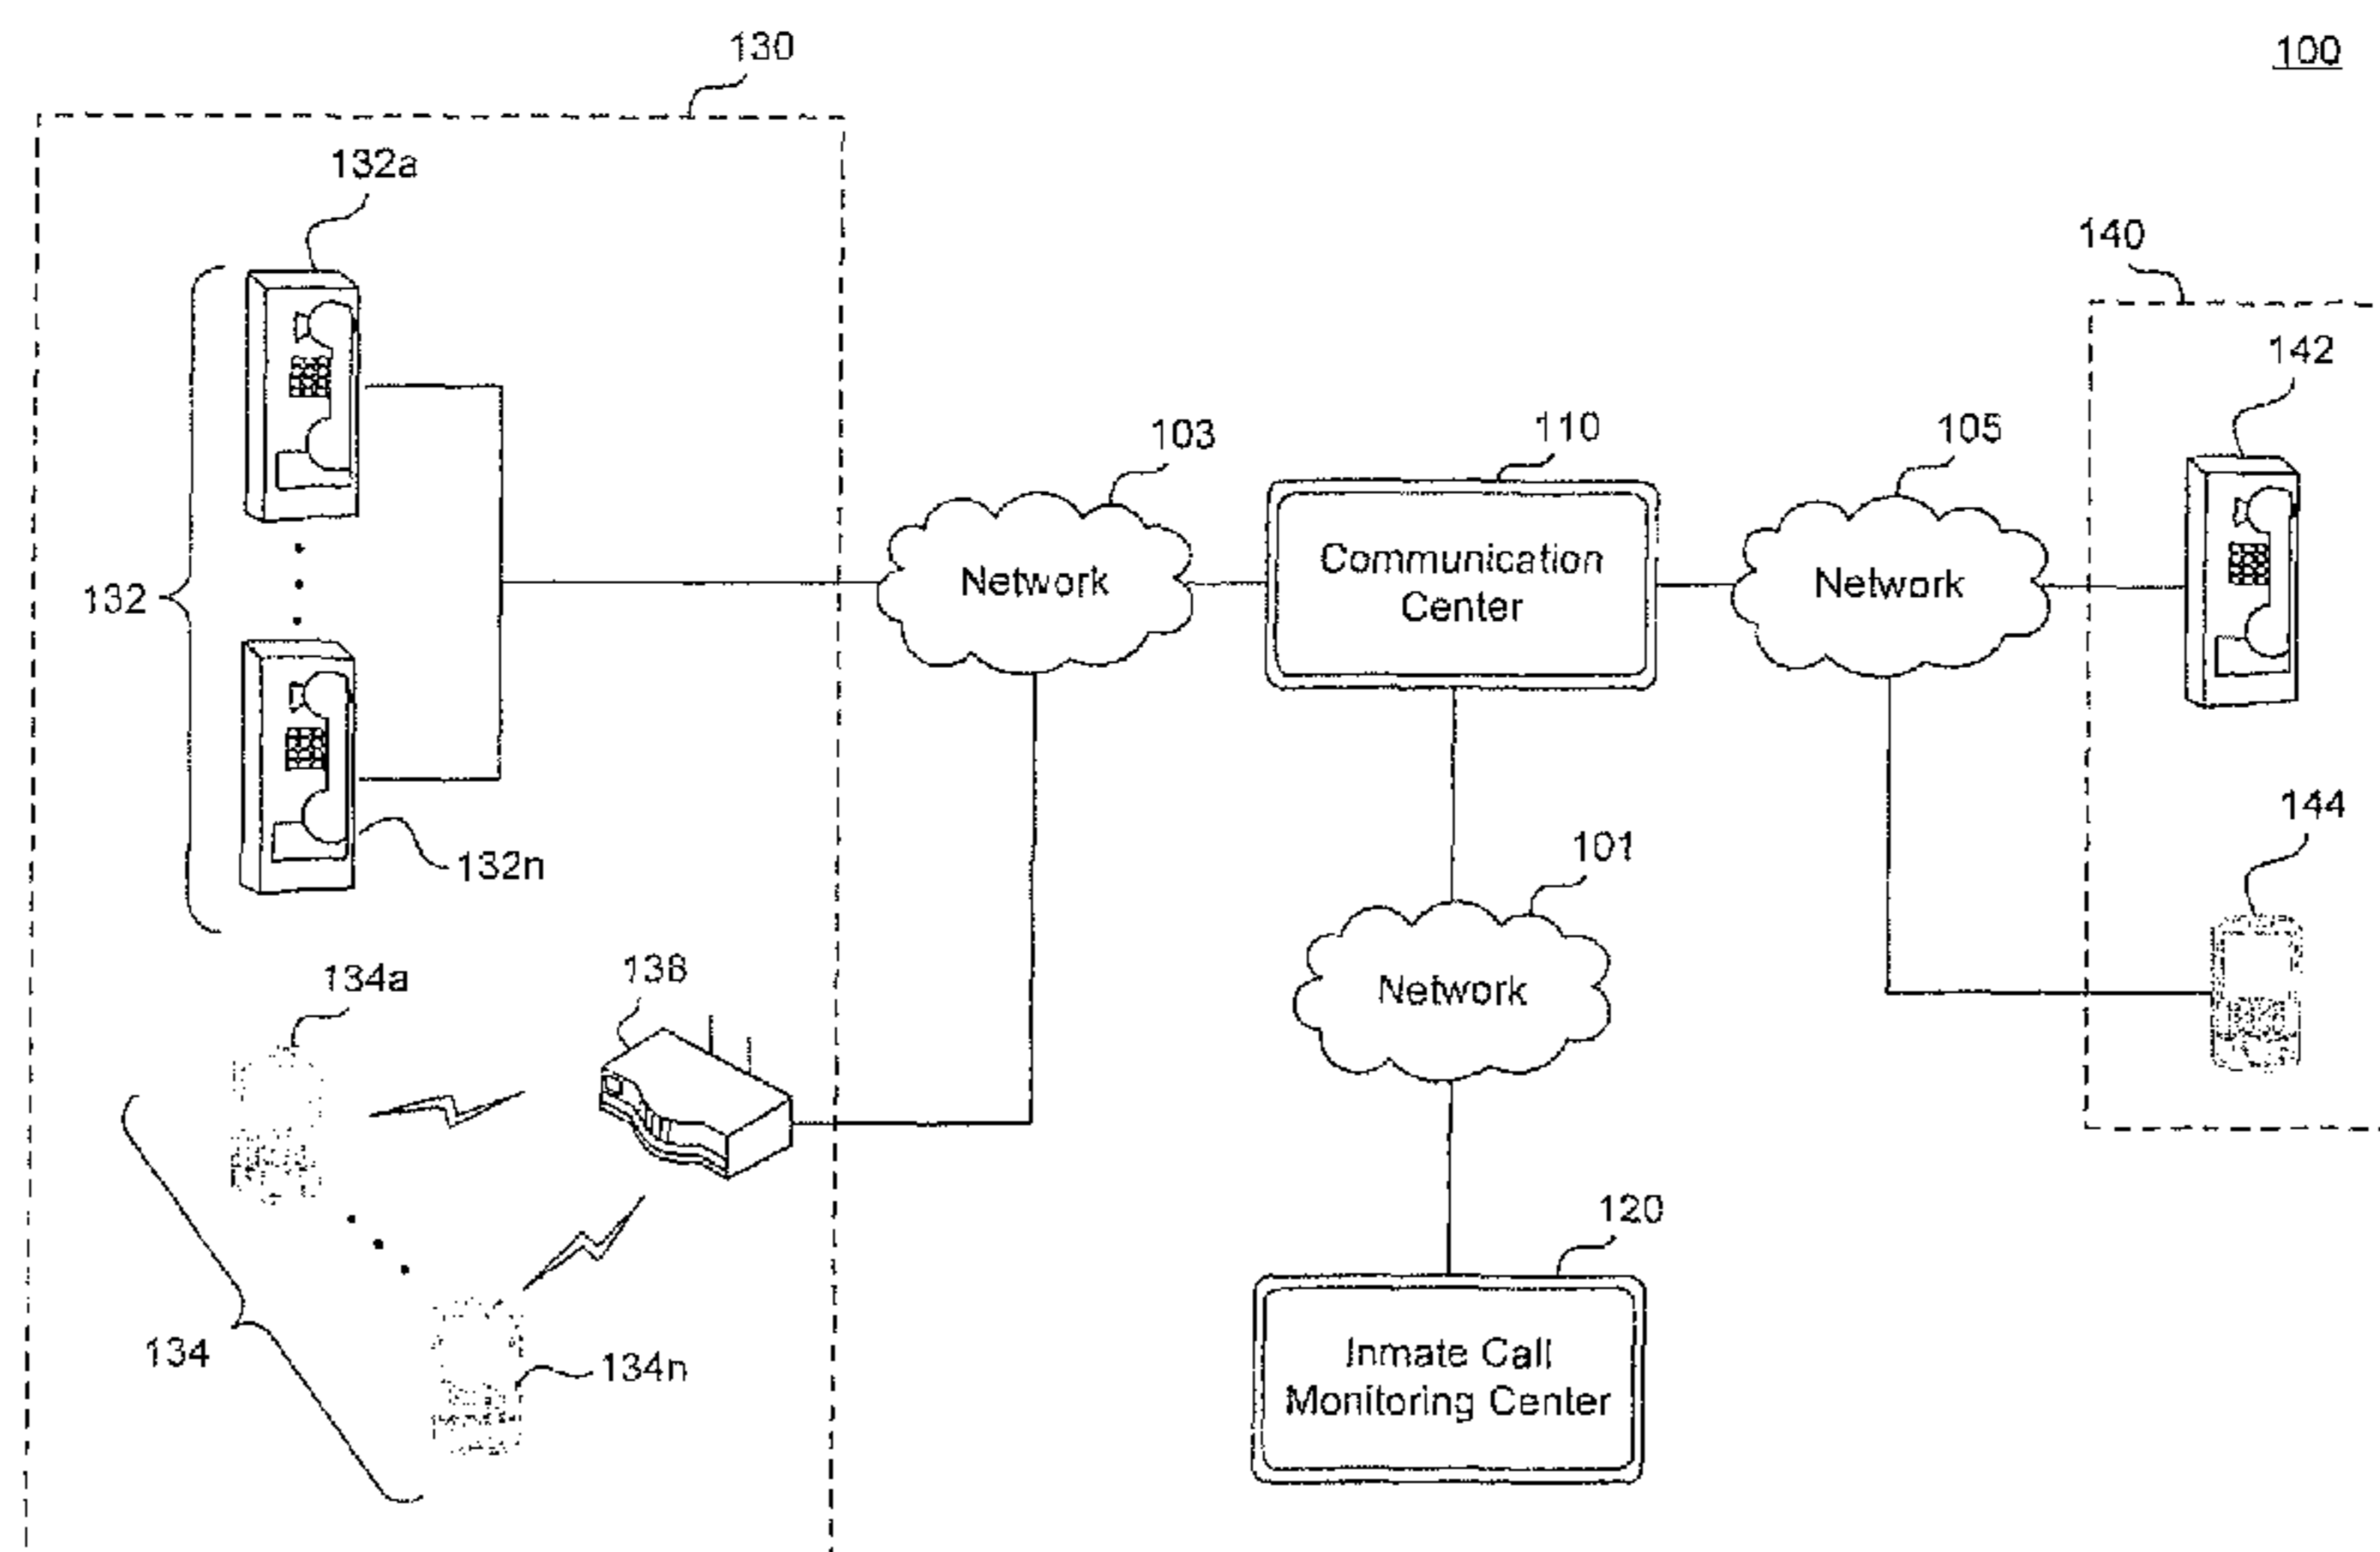 130
100
132a
140
142
103
110
105
Network
Communication
Center
Network
132
144
101
132n
134a
138
Network
120
134
134n
Inmate Call
Monitoring Center